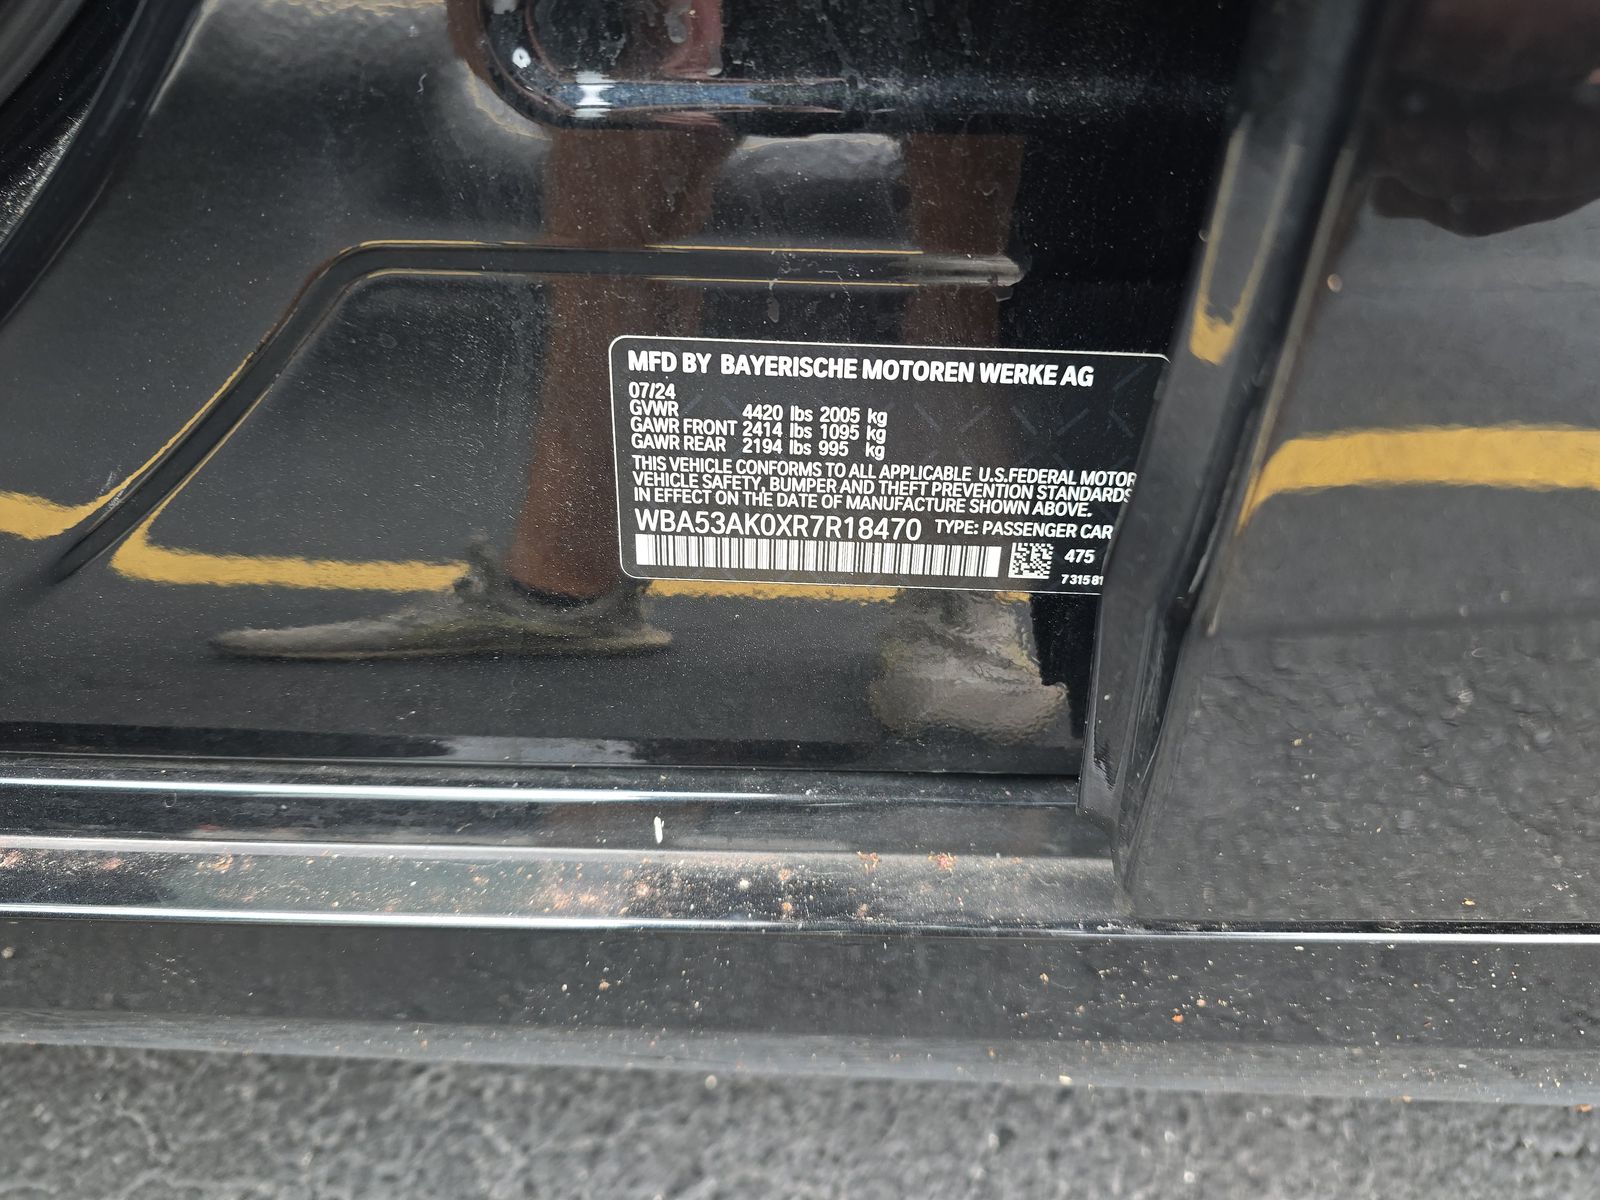 MFD BY BAYERISCHE MOTOREN WERKE AG
07/24
GVWR 4420 lbs 2005 kg
GAWR FRONT 2414 lbs 1095 kg
GAWR REAR 2194 lbs 995 kg
THIS VEHICLE CONFORMS TO ALL APPLICABLE U.S.FEDERAL MOTOR
VEHICLE SAFETY, BUMPER AND THEFT PREVENTION STANDARDS
IN EFFECT ON THE DATE OF MANUFACTURE SHOWN ABOVE.
WBA53AK0XR7R18470 TYPE: PASSENGER CAR
475
731581